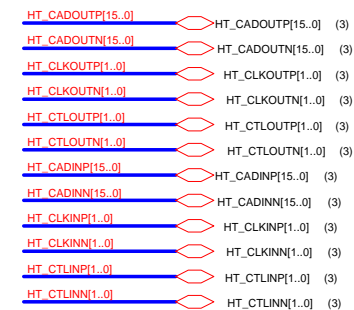 HT_CADOUTP[15..0] HT_CADOUTP[15..0] (3)
HT_CADOUTN[15..0] HT_CADOUTN[15..0] (3)
HT_CLKOUTP[1..0] HT_CLKOUTP[1..0] (3)
HT_CLKOUTN[1..0] HT_CLKOUTN[1..0] (3)
HT_CTLOUTP[1..0] HT_CTLOUTP[1..0] (3)
HT_CTLOUTN[1..0] HT_CTLOUTN[1..0] (3)
HT_CADINP[15..0] HT_CADINP[15..0] (3)
HT_CADINN[15..0] HT_CADINN[15..0] (3)
HT_CLKINP[1..0] HT_CLKINP[1..0] (3)
HT_CLKINN[1..0] HT_CLKINN[1..0] (3)
HT_CTLINP[1..0] HT_CTLINP[1..0] (3)
HT_CTLINN[1..0] HT_CTLINN[1..0] (3)